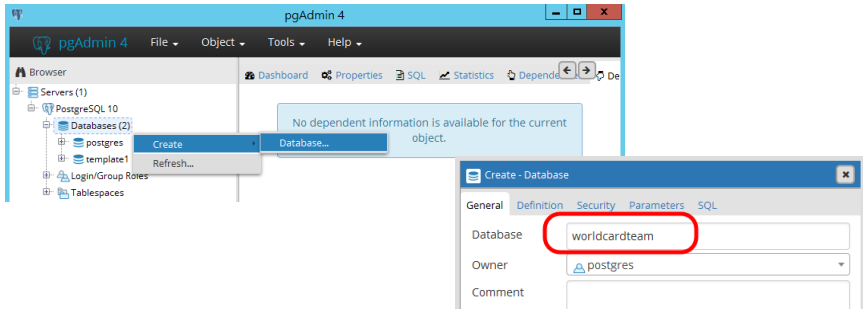 pgAdmin 4
pgAdmin 4 File Object Tools Help
Browser
Dashboard Properties SQL Statistics Depende De
Servers (1)
PostgreSQL 10
Databases (2)
postgres
template1
Login/Group Roles
Tablespaces
Create
Refresh...
Database...
No dependent information is available for the current
object.
Create - Database
General Definition Security Parameters SQL
Database worldcardteam
Owner postgres
Comment